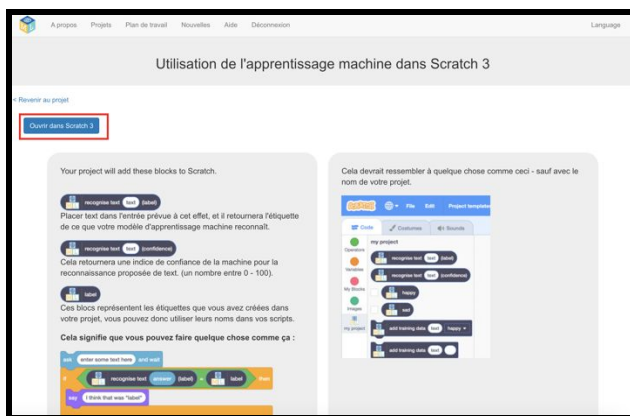 A propos Projets Plan de travail Nouvelles Aide Déconnexion Language
Utilisation de l'apprentissage machine dans Scratch 3
< Revenir au projet
Ouvrir dans Scratch 3
Your project will add these blocks to Scratch.
recognise text text (label)
Placer text dans l'entrée prévue à cet effet, et il retournera l'étiquette
de ce que votre modèle d'apprentissage machine reconnaît.
recognise text text (confidence)
Cela retournera une indice de confiance de la machine pour la
reconnaissance proposée de text. (un nombre entre 0 - 100).
label
Ces blocs représentent les étiquettes que vous avez créées dans
votre projet, vous pouvez donc utiliser leurs noms dans vos scripts.
Cela signifie que vous pouvez faire quelque chose comme ça :
ask enter some text here and wait
if recognise text answer (label) = label then
say I think that was "label"
Cela devrait ressembler à quelque chose comme ceci - sauf avec le
nom de votre projet.
SCRATCH File Edit Project templates
Code Costumes Sounds
Operators
Variables
My Blocks
Images
my project
my project
recognise text text (label)
recognise text text (confidence)
happy
sad
add training data text happy
add training data text